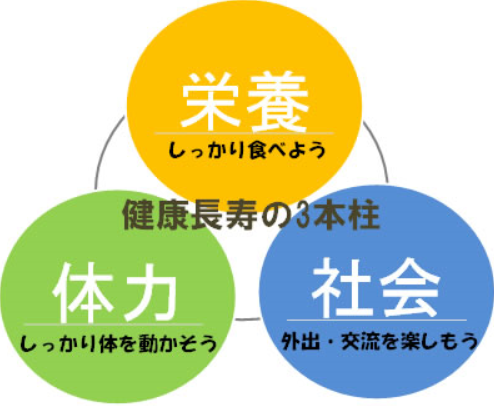 栄養
しっかり食べよう
健康長寿の3本柱
体力
しっかり体を動かそう
社会
外出・交流を楽しもう